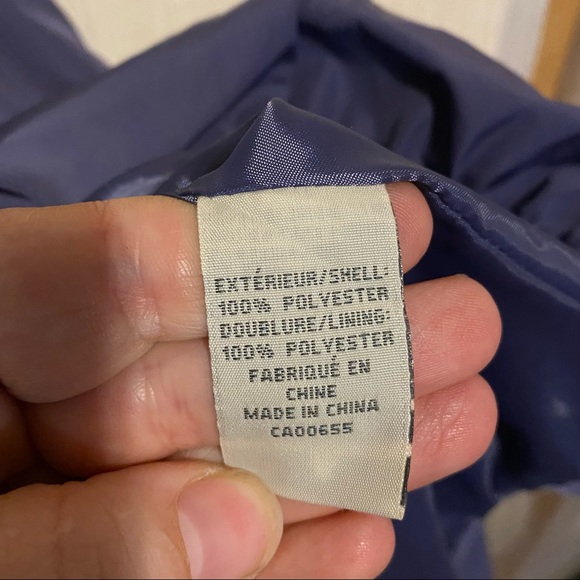 EXTÉRIEUR/SHELL:
100% POLYESTER
DOUBLURE/LINING:
100% POLYESTER
FABRIQUÉ EN
CHINE
MADE IN CHINA
CA00655